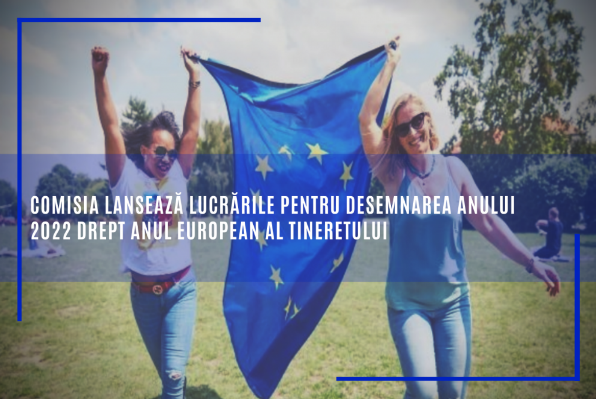 COMISIA LANSEAZĂ LUCRĂRILE PENTRU DESEMNAREA ANULUI
2022 DREPT ANUL EUROPEAN AL TINERETULUI